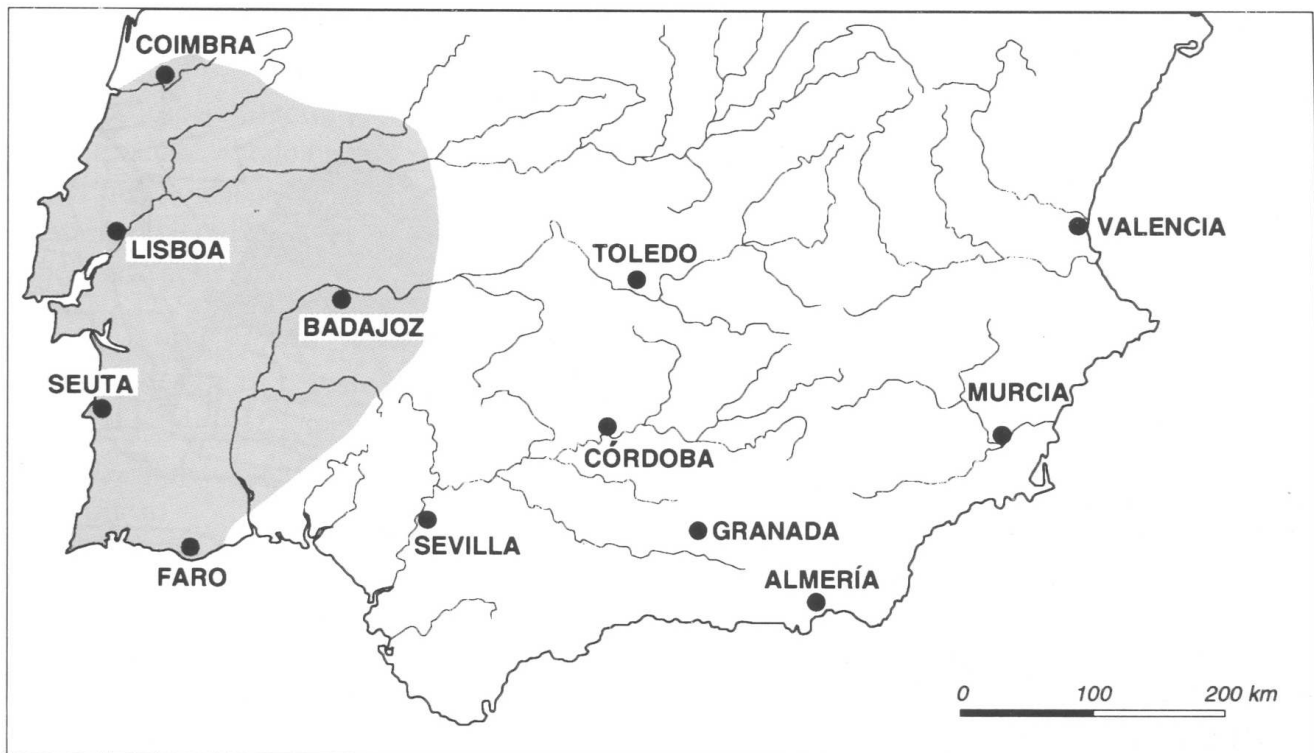 COIMBRA
LISBOA
VALENCIA
TOLEDO
BADAJOZ
SEUTA
MURCIA
CÓRDOBA
SEVILLA
GRANADA
FARO
ALMERÍA
0 100 200 km